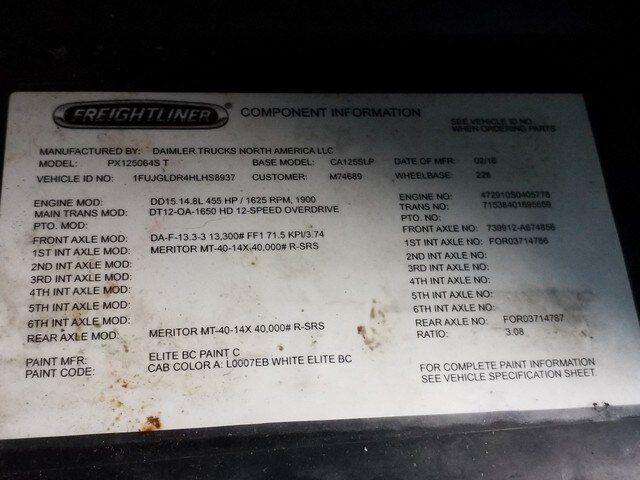 FREIGHTLINER ® COMPONENT INFORMATION
SEE VEHICLE ID NO.
WHEN ORDERING PARTS
MANUFACTURED BY: DAIMLER TRUCKS NORTH AMERICA LLC
MODEL: PX125064S T BASE MODEL: CA125SLP DATE OF MFR: 02/16
VEHICLE ID NO: 1FUJGLDR4HLHS8937 CUSTOMER: M74689 WHEELBASE: 228
ENGINE MOD: DD15 14.8L 455 HP / 1625 RPM, 1900 ENGINE NO: 472910S0405778
MAIN TRANS MOD: DT12-OA-1650 HD 12-SPEED OVERDRIVE TRANS NO: 71538401695659
PTO. MOD: PTO. NO:
FRONT AXLE MOD: DA-F-13.3-3 13,300# FF1 71.5 KPI/3.74 FRONT AXLE NO: 739912-A674856
1ST INT AXLE MOD: MERITOR MT-40-14X 40,000# R-SRS 1ST INT AXLE NO: FOR03714786
2ND INT AXLE MOD: 2ND INT AXLE NO:
3RD INT AXLE MOD: 3RD INT AXLE NO:
4TH INT AXLE MOD: 4TH INT AXLE NO:
5TH INT AXLE MOD: 5TH INT AXLE NO:
6TH INT AXLE MOD: 6TH INT AXLE NO:
REAR AXLE MOD: MERITOR MT-40-14X 40,000# R-SRS REAR AXLE NO: FOR03714787
RATIO: 3.08
PAINT MFR: ELITE BC PAINT C
PAINT CODE: CAB COLOR A: L0007EB WHITE ELITE BC
FOR COMPLETE PAINT INFORMATION
SEE VEHICLE SPECIFICATION SHEET.